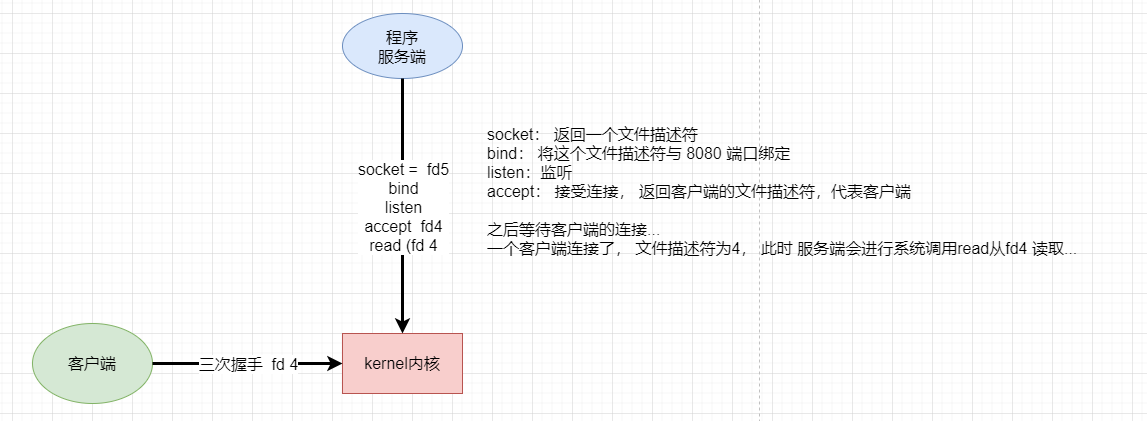 程序
服务端
socket： 返回一个文件描述符
bind： 将这个文件描述符与 8080 端口绑定
listen：监听
accept： 接受连接， 返回客户端的文件描述符，代表客户端
之后等待客户端的连接...
一个客户端连接了， 文件描述符为4， 此时 服务端会进行系统调用read从fd4 读取...
socket = fd5
bind
listen
accept fd4
read (fd 4
客户端
三次握手 fd 4
kernel内核